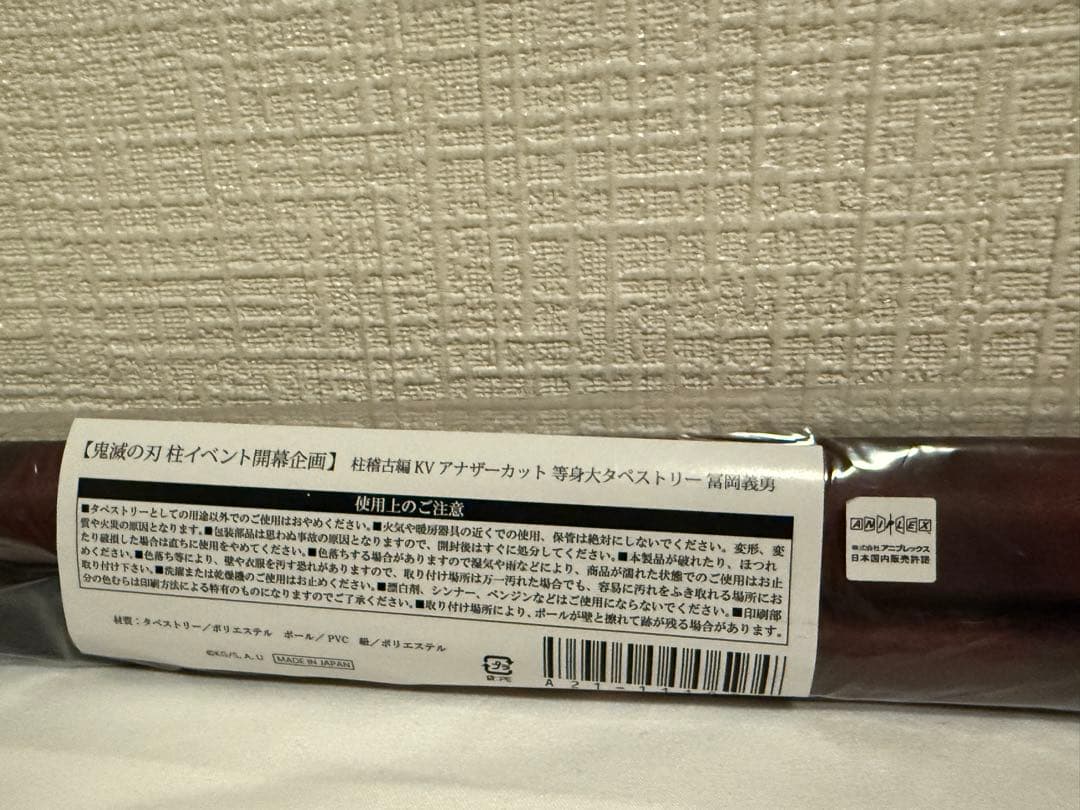 【鬼滅の刃 柱イベント開幕企画】 柱稽古編 KV アナザーカット 等身大タペストリー 冨岡義勇
使用上のご注意
■タペストリーとしての用途以外でのご使用はおやめください。■火気や暖房器具の近くでの使用、保管は絶対にしないでください。変形、変
質や火災の原因となります。■包装部品は思わぬ事故の原因となりますので、開封後はすぐに処分してください。■本製品が破れたり、ほつれ
たり破損した場合は直ちに使用をやめてください。■色落ちする場合がありますので湿気や雨などにより、商品が濡れた状態でのご使用はお止
めください。■色落ち等により、壁や衣服を汚す恐れがありますので、取り付け場所は万一汚れた場合でも、容易に汚れをふき取れる場所にお
取り付け下さい。■洗濯または乾燥機のご使用はお止めください。■漂白剤、シンナー、ベンジンなどはご使用にならないでください。■印刷部
分の色むらは印刷方法による特有のものになりますのでご了承ください。■取り付け場所により、ポールが壁と擦れて跡が残る場合があります。
材質：タペストリー／ポリエステル ポール／PVC 紐／ポリエステル
©KG/S, A, U MADE IN JAPAN
プラ
袋:PE
A21-11
ANIPLEX
株式会社アニプレックス
日本国内販売許諾